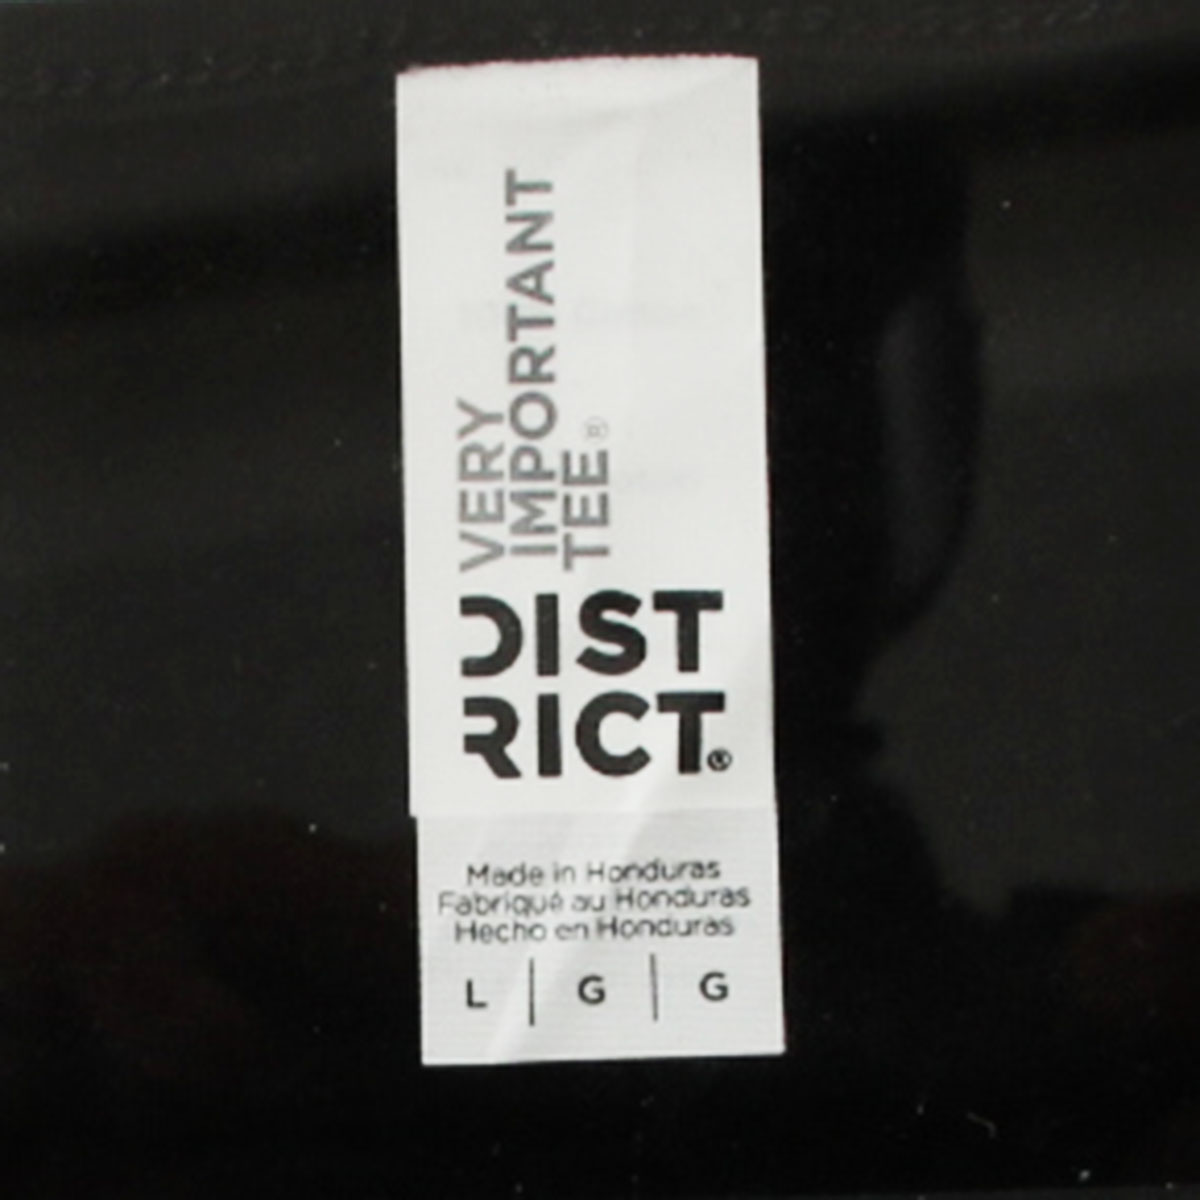 VERY
IMPORTANT
TEE®
DIST
RICT®
Made in Honduras
Fabriqué au Honduras
Hecho en Honduras
L | G | G